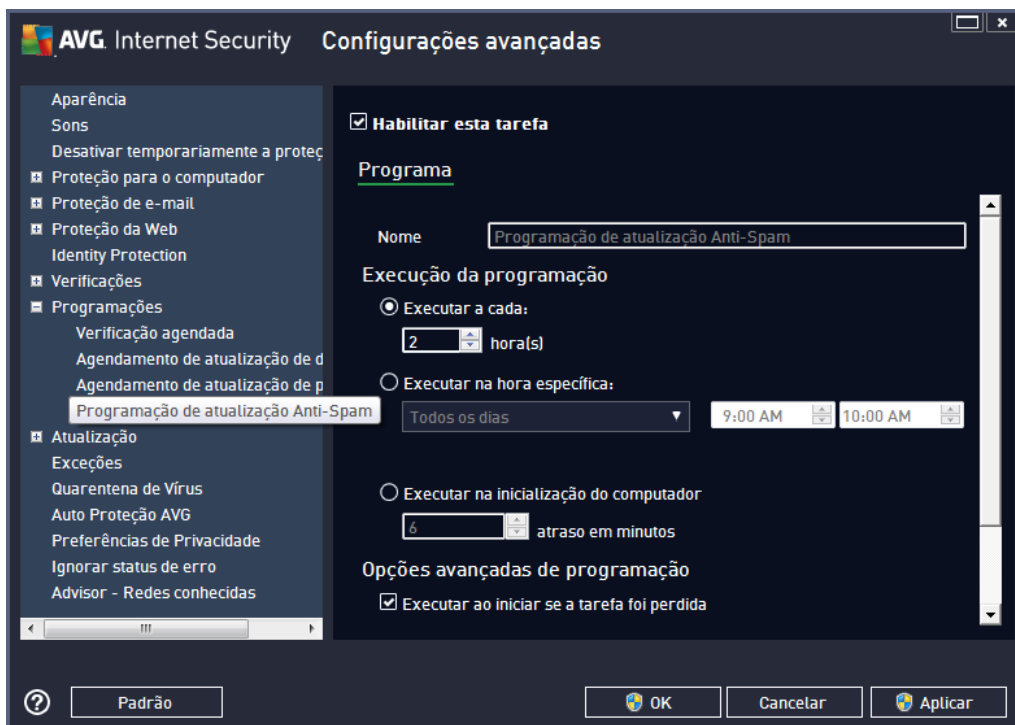 AVG. Internet Security Configurações avançadas
Aparência
Sons
Desativar temporariamente a proteç
Proteção para o computador
Proteção de e-mail
Proteção da Web
Identity Protection
Verificações
Programações
Verificação agendada
Agendamento de atualização de d
Agendamento de atualização de p
Programação de atualização Anti-Spam
Atualização
Exceções
Quarentena de Vírus
Auto Proteção AVG
Preferências de Privacidade
Ignorar status de erro
Advisor - Redes conhecidas
Habilitar esta tarefa
Programa
Nome Programação de atualização Anti-Spam
Execução da programação
Executar a cada:
2 hora(s)
Executar na hora específica:
Todos os dias 9:00 AM 10:00 AM
Executar na inicialização do computador
6 atraso em minutos
Opções avançadas de programação
Executar ao iniciar se a tarefa foi perdida
? Padrão OK Cancelar Aplicar